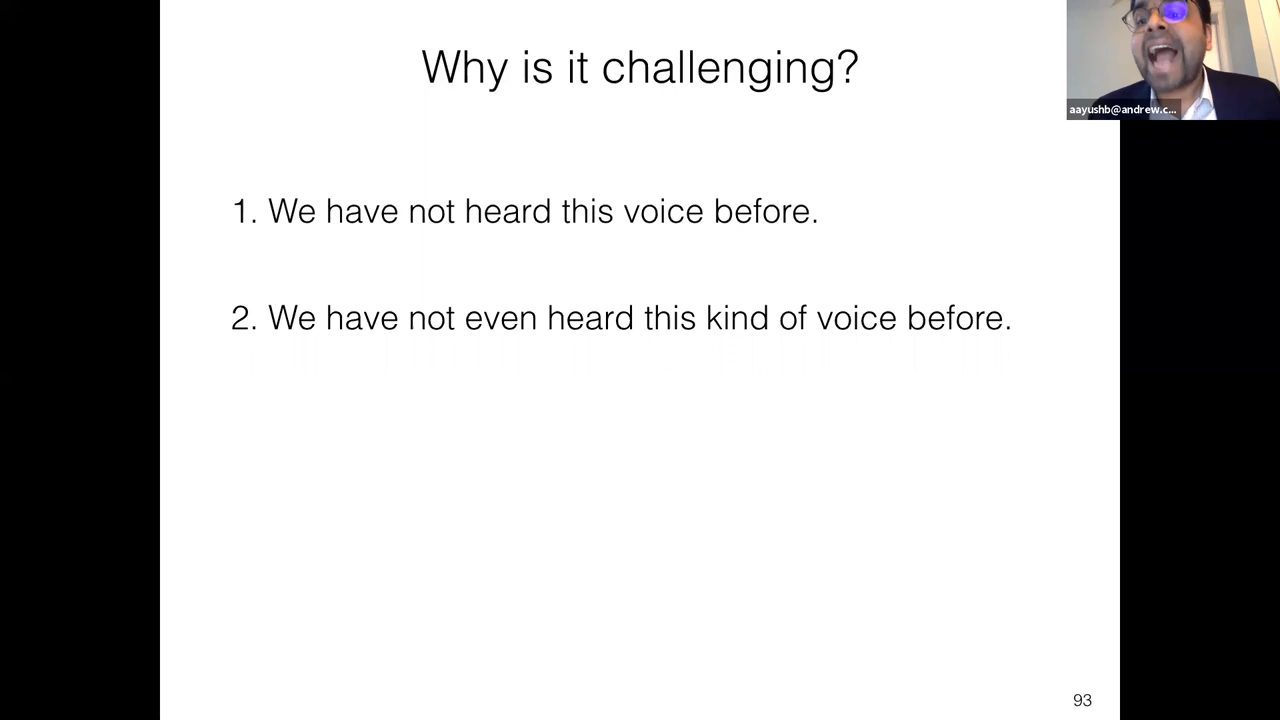 Why is it challenging?
aayushb@andrew.c...
1. We have not heard this voice before.
2. We have not even heard this kind of voice before.
93